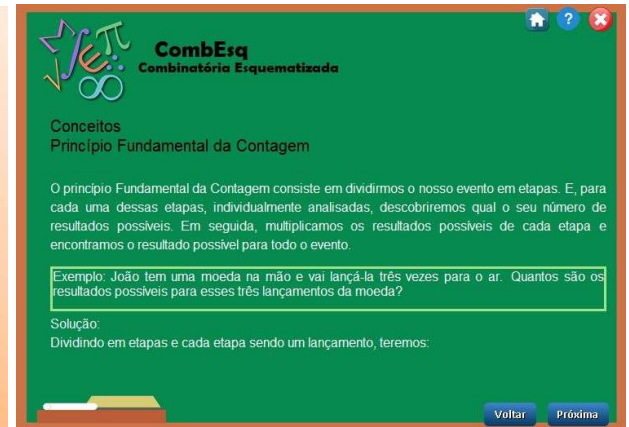 ?
CombEsq
Combinatória Esquematizada
Conceitos
Princípio Fundamental da Contagem
O princípio Fundamental da Contagem consiste em dividirmos o nosso evento em etapas. E, para
cada uma dessas etapas, individualmente analisadas, descobriremos qual o seu número de
resultados possíveis. Em seguida, multiplicamos os resultados possíveis de cada etapa e
encontramos o resultado possível para todo o evento.
Exemplo: João tem uma moeda na mão e vai lançá-la três vezes para o ar. Quantos são os
resultados possíveis para esses três lançamentos da moeda?
Solução:
Dividindo em etapas e cada etapa sendo um lançamento, teremos:
Voltar Próxima